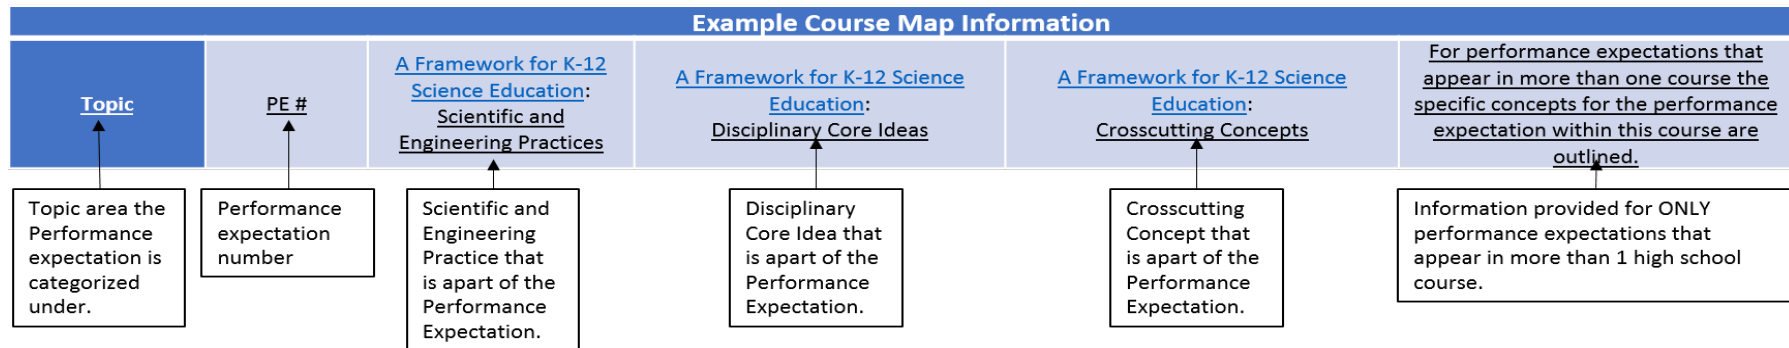 Example Course Map Information
Topic
PE #
A Framework for K-12
Science Education:
Scientific and
Engineering Practices
A Framework for K-12 Science
Education:
Disciplinary Core Ideas
A Framework for K-12 Science
Education:
Crosscutting Concepts
For performance expectations that
appear in more than one course the
specific concepts for the performance
expectation within this course are
outlined.
Topic area the
Performance
expectation is
categorized
under.
Performance
expectation
number
Scientific and
Engineering
Practice that
is apart of the
Performance
Expectation.
Disciplinary
Core Idea that
is apart of the
Performance
Expectation.
Crosscutting
Concept that
is apart of the
Performance
Expectation.
Information provided for ONLY
performance expectations that
appear in more than 1 high school
course.